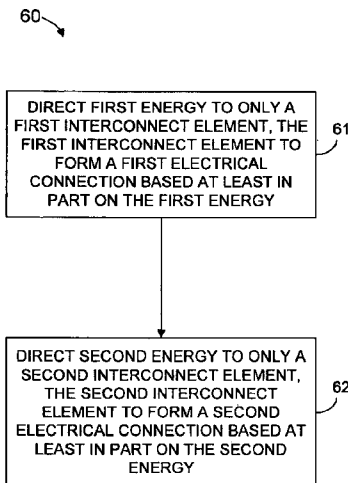 60
DIRECT FIRST ENERGY TO ONLY A
FIRST INTERCONNECT ELEMENT, THE
FIRST INTERCONNECT ELEMENT TO
FORM A FIRST ELECTRICAL
CONNECTION BASED AT LEAST IN
PART ON THE FIRST ENERGY
61
DIRECT SECOND ENERGY TO ONLY A
SECOND INTERCONNECT ELEMENT,
THE SECOND INTERCONNECT
ELEMENT TO FORM A SECOND
ELECTRICAL CONNECTION BASED AT
LEAST IN PART ON THE SECOND
ENERGY
62